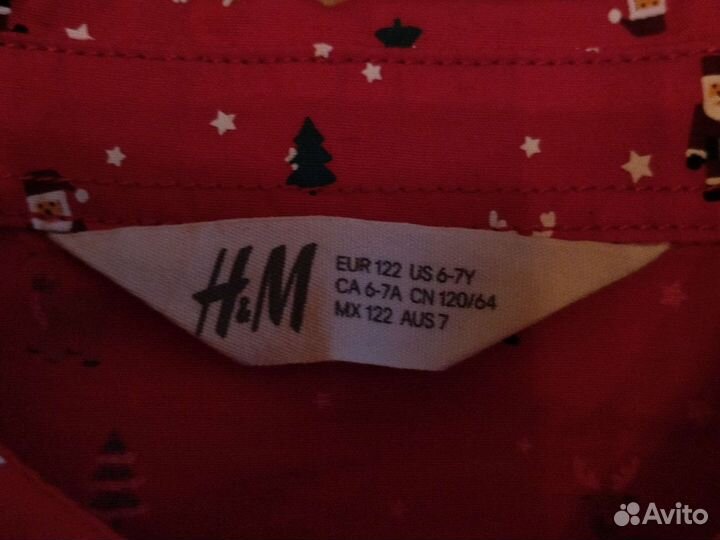 H&M
EUR 122 US 6-7Y
CA 6-7A CN 120/64
MX 122 AUS 7
Avito